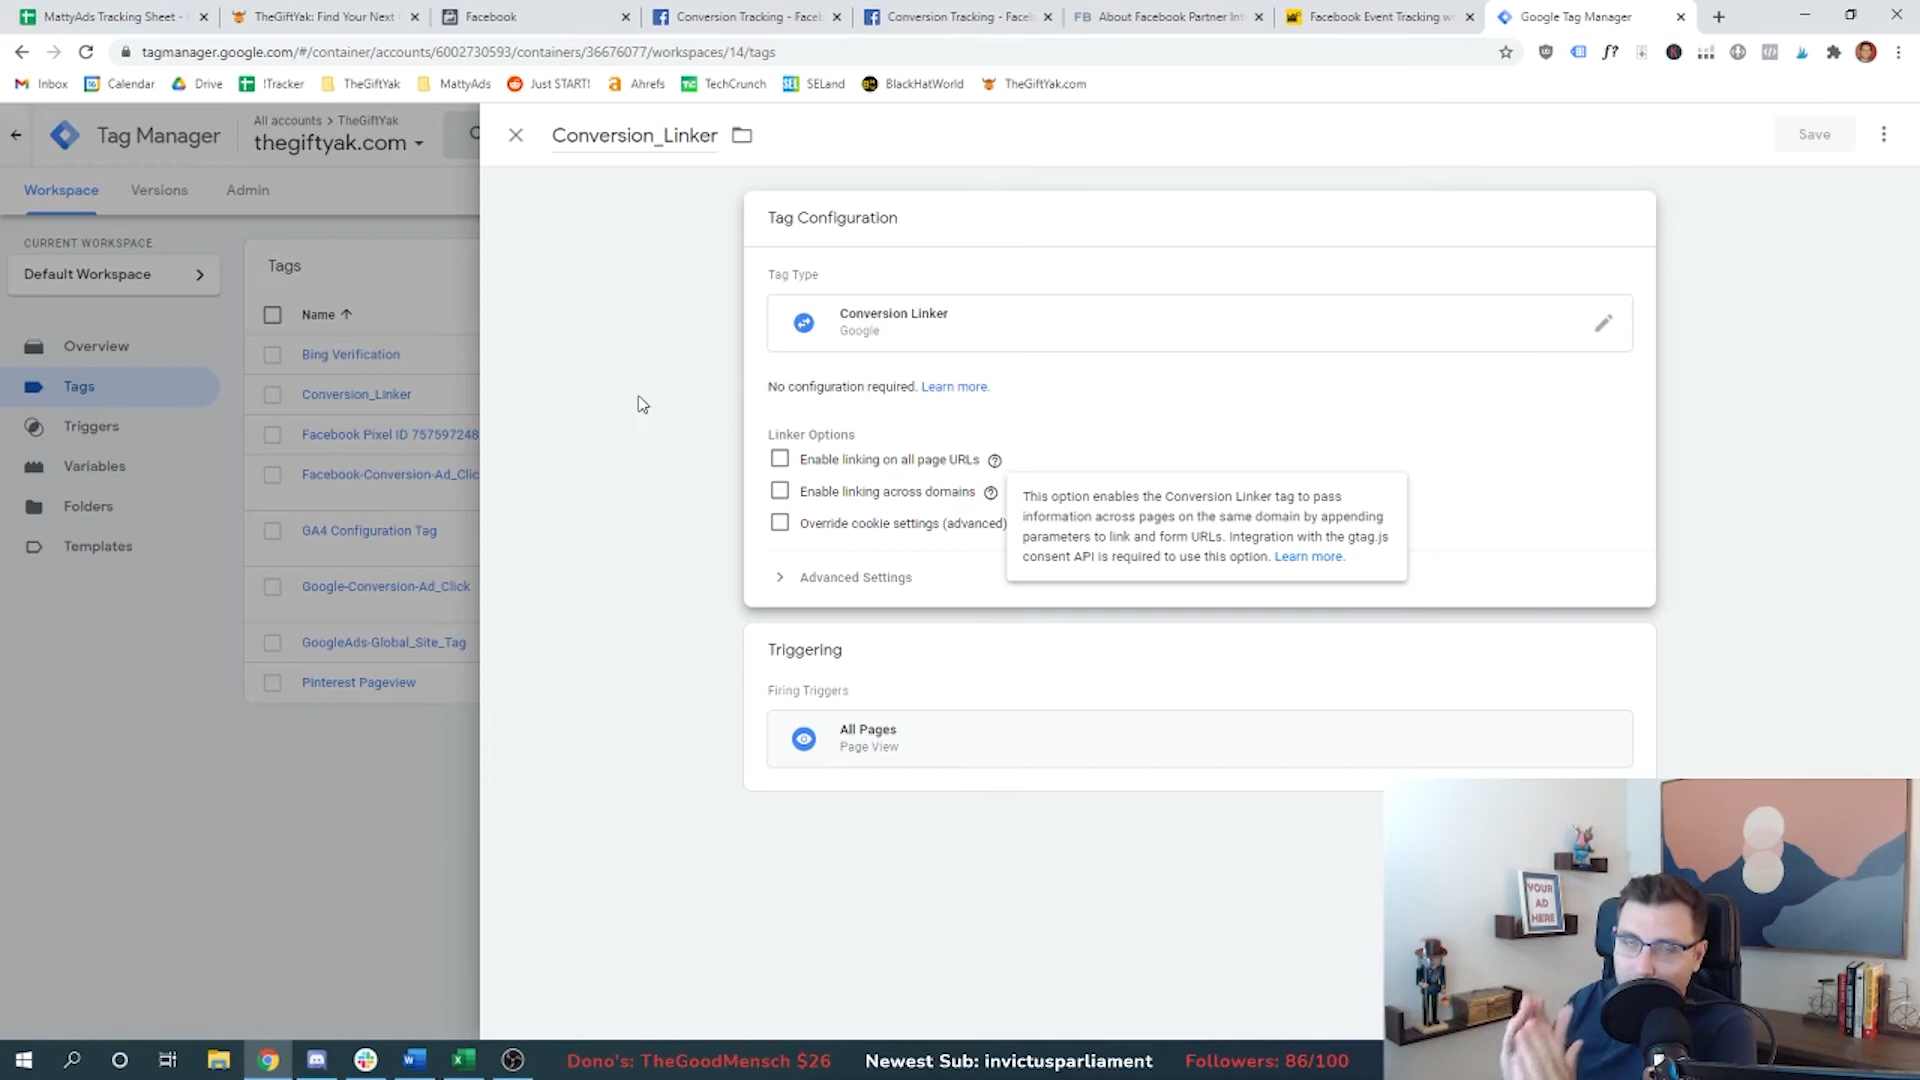 MattyAds Tracking Sheet -
TheGiftYak: Find Your Next
Facebook
Conversion Tracking - Faceb
Conversion Tracking - Faceb
FB About Facebook Partner Int
Facebook Event Tracking wi
Google Tag Manager
tagmanager.google.com/#/container/accounts/6002730593/containers/36676077/workspaces/14/tags
f?
Inbox
Calendar
Drive
!Tracker
TheGiftYak
MattyAds
Just START!
Ahrefs
TechCrunch
SELand
BlackHatWorld
TheGiftYak.com
Tag Manager
All accounts > TheGiftYak
thegiftyak.com
Conversion_Linker
Save
Workspace
Versions
Admin
CURRENT WORKSPACE
Default Workspace
Overview
Tags
Triggers
Variables
Folders
Templates
Tags
Name
Bing Verification
Conversion_Linker
Facebook Pixel ID 757597248
Facebook-Conversion-Ad_Clic
GA4 Configuration Tag
Google-Conversion-Ad_Click
GoogleAds-Global_Site_Tag
Pinterest Pageview
Tag Configuration
Tag Type
Conversion Linker
Google
No configuration required. Learn more.
Linker Options
Enable linking on all page URLs
Enable linking across domains
Override cookie settings (advanced)
This option enables the Conversion Linker tag to pass
information across pages on the same domain by appending
parameters to link and form URLs. Integration with the gtag.js
consent API is required to use this option. Learn more.
Advanced Settings
Triggering
Firing Triggers
All Pages
Page View
YOUR
AD
HERE
Dono's: TheGoodMensch $26
Newest Sub: invictusparliament
Followers: 86/100